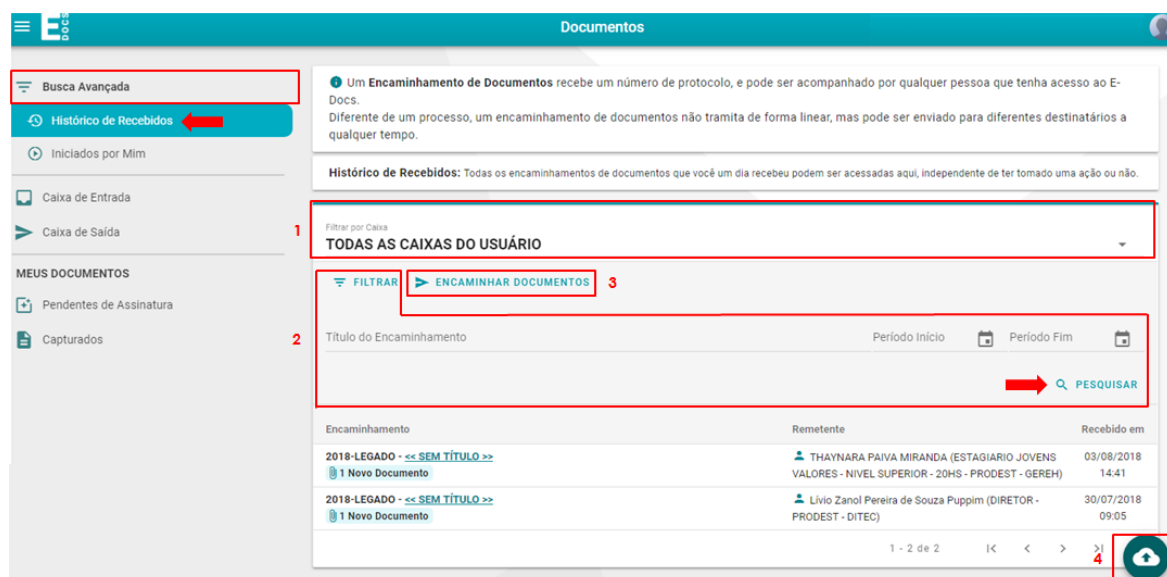 E
DOCS
Documentos
Busca Avançada
Histórico de Recebidos
Iniciados por Mim
Caixa de Entrada
Caixa de Saída
MEUS DOCUMENTOS
Pendentes de Assinatura
Capturados
Um Encaminhamento de Documentos recebe um número de protocolo, e pode ser acompanhado por qualquer pessoa que tenha acesso ao E-
Docs.
Diferente de um processo, um encaminhamento de documentos não tramita de forma linear, mas pode ser enviado para diferentes destinatários a
qualquer tempo.
Histórico de Recebidos: Todas os encaminhamentos de documentos que você um dia recebeu podem ser acessadas aqui, independente de ter tomado uma ação ou não.
1
Filtrar por Caixa
TODAS AS CAIXAS DO USUÁRIO
FILTRAR ENCAMINHAR DOCUMENTOS 3
2
Título do Encaminhamento Período Início Período Fim
PESQUISAR
Encaminhamento Remetente Recebido em
2018-LEGADO - << SEM TÍTULO >> THAYNARA PAIVA MIRANDA (ESTAGIARIO JOVENS 03/08/2018
1 Novo Documento VALORES - NIVEL SUPERIOR - 20HS - PRODEST - GEREH) 14:41
2018-LEGADO - << SEM TÍTULO >> Lívio Zanol Pereira de Souza Puppim (DIRETOR - 30/07/2018
1 Novo Documento PRODEST - DITEC) 09:05
1 - 2 de 2
4